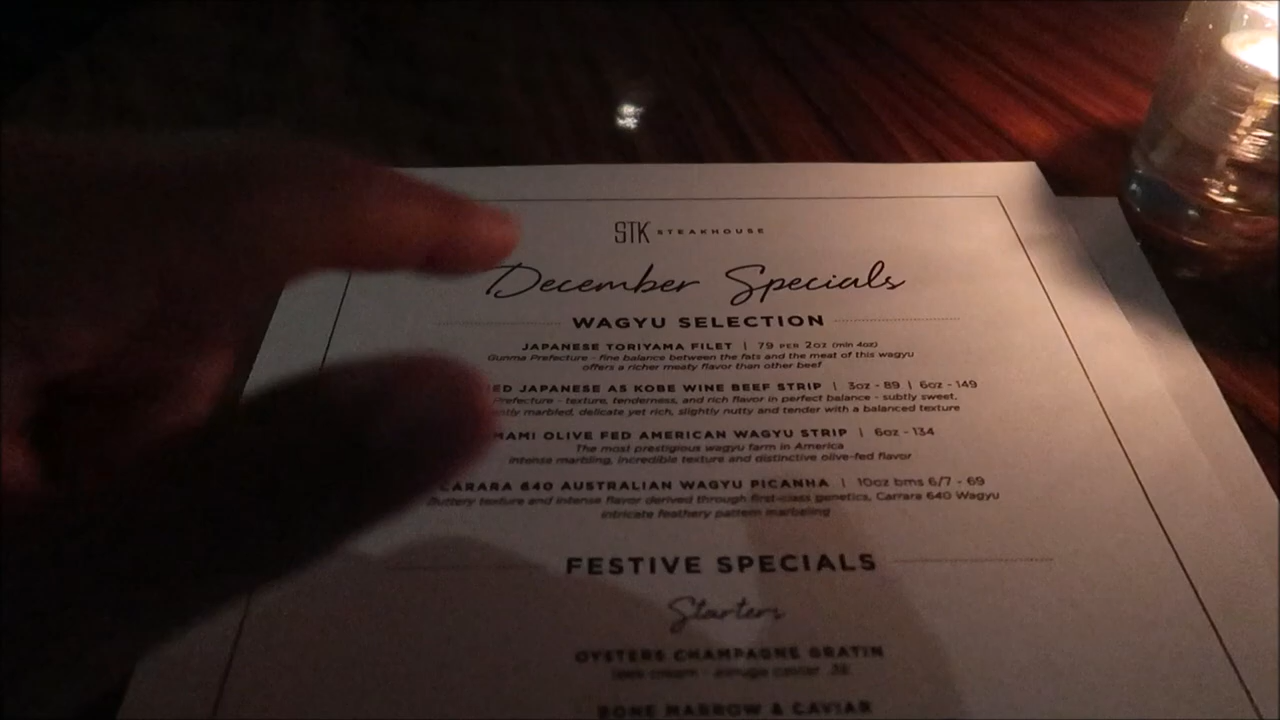 STK STEAKHOUSE
December Specials
WAGYU SELECTION
JAPANESE TORIYAMA FILET | 79 PER 2oz (min 4oz)
Gunma Prefecture - fine balance between the fats and the meat of this wagyu
offers a richer meaty flavor than other beef
JAPANESE A5 KOBE WINE BEEF STRIP | 3oz - 89 | 6oz - 149
Prefecture - texture, tenderness, and rich flavor in perfect balance - subtly sweet,
marbled, delicate yet rich, slightly nutty and tender with a balanced texture
OLIVE FED AMERICAN WAGYU STRIP | 6oz - 134
The most prestigious wagyu farm in America
intense marbling, incredible texture and distinctive olive-fed flavor
CARARA 640 AUSTRALIAN WAGYU PICANHA | 10oz bms 6/7 - 69
Buttery texture and intense flavor derived through first-class genetics, Carrara 640 Wagyu
intricate feathery pattern marbeling
FESTIVE SPECIALS
Starters
OYSTERS CHAMPAGNE GRATIN
BONE MARROW & CAVIAR